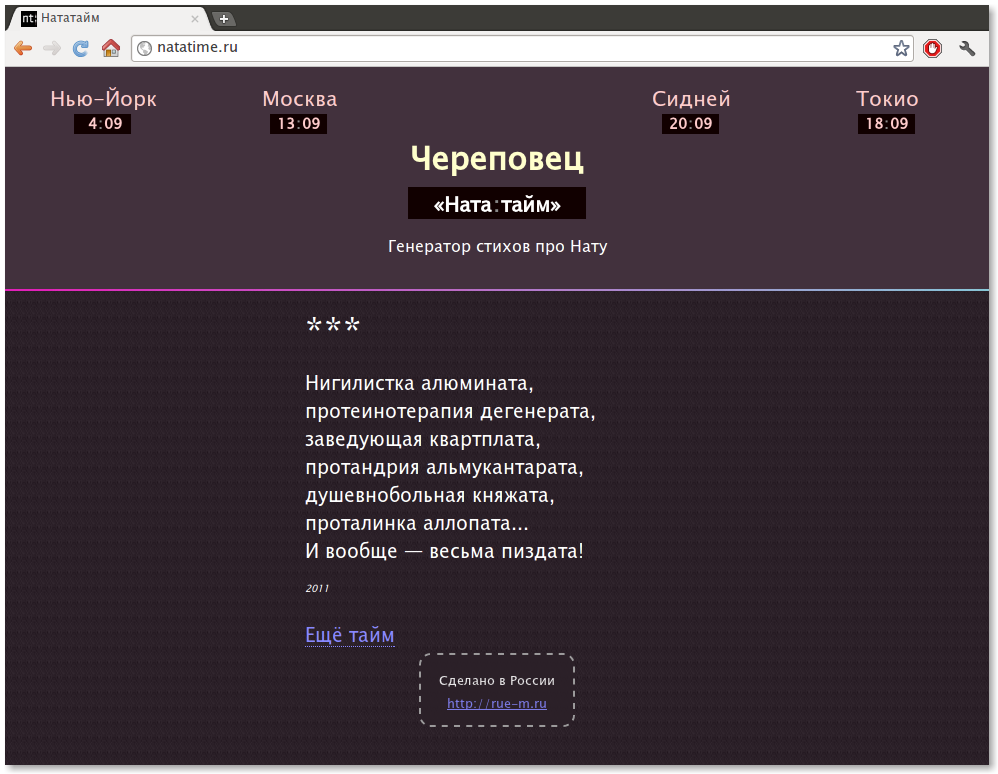 nt: Нататайм
natatime.ru
Нью-Йорк Москва Сидней Токио
4:09 13:09 20:09 18:09
Череповец
«Ната:тайм»
Генератор стихов про Нату
***
Нигилистка алюмината,
протеинотерапия дегенерата,
заведующая квартплата,
протандрия альмукантарата,
душевнобольная княжата,
проталинка аллопата...
И вообще — весьма пиздата!
2011
Ещё тайм
Сделано в России
http://rue-m.ru